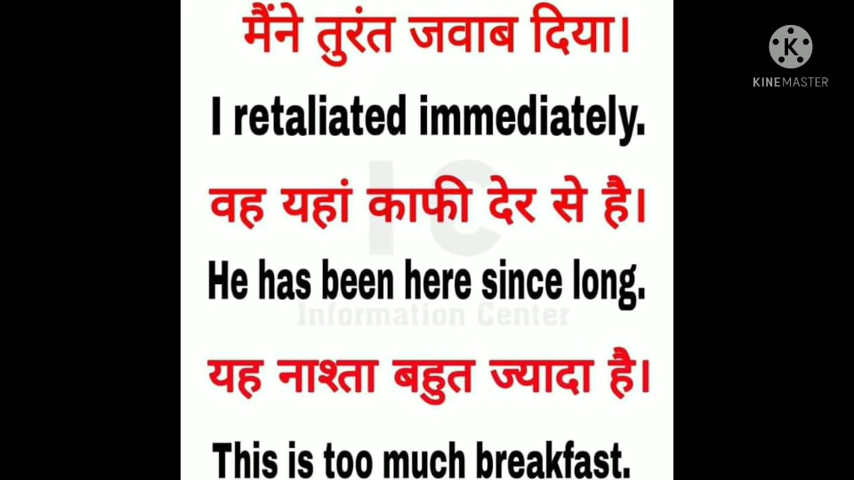 मैंने तुरंत जवाब दिया।
KINEMASTER
I retaliated immediately.
वह यहां काफी देर से है।
He has been here since long.
Information Center
यह नाश्ता बहुत ज्यादा है।
This is too much breakfast.